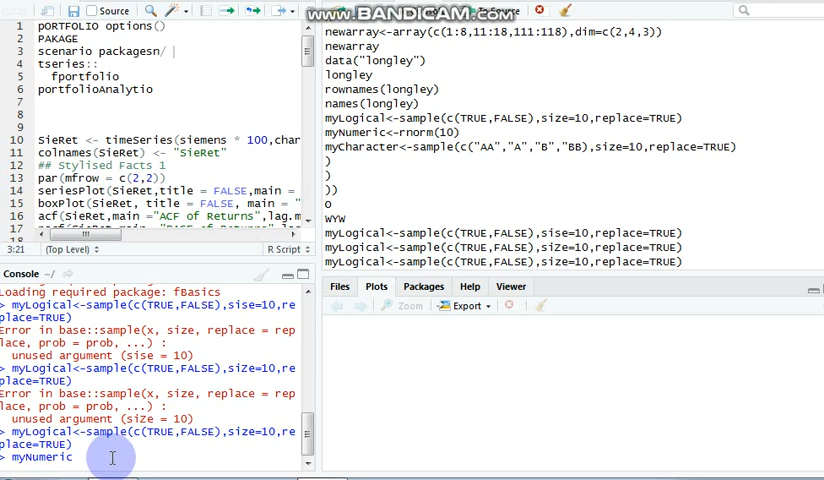 www.BANDICAM.com
Source
To Source
1 PORTFOLIO options()
2 PAKAGE
3 scenario packagesn/
4 tseries::
5 fportfolio
6 portfolioAnalytio
7
8
9
10 SieRet <- timeSeries(siemens * 100,char
11 colnames(SieRet) <- "SieRet"
12 ## Stylised Facts 1
13 par(mfrow = c(2,2))
14 seriesPlot(SieRet,title = FALSE,main =
15 boxPlot(SieRet, title = FALSE, main = "
16 acf(SieRet,main ="ACF of Returns",lag.m
17
3:21 (Top Level) R Script
newarray<-array(c(1:8,11:18,111:118),dim=c(2,4,3))
newarray
data("longley")
longley
rownames(longley)
names(longley)
myLogical<-sample(c(TRUE,FALSE),size=10,replace=TRUE)
myNumeric<-rnorm(10)
myCharacter<-sample(c("AA","A","B","BB),size=10,replace=TRUE)
)
)
))
O
WYW
myLogical<-sample(c(TRUE,FALSE),sise=10,replace=TRUE)
myLogical<-sample(c(TRUE,FALSE),size=10,replace=TRUE)
myLogical<-sample(c(TRUE,FALSE),size=10,replace=TRUE)
Console ~/
Loading required package: fBasics
> myLogical<-sample(c(TRUE,FALSE),sise=10,re
place=TRUE)
Error in base::sample(x, size, replace = rep
lace, prob = prob, ...) :
unused argument (sise = 10)
> myLogical<-sample(c(TRUE,FALSE),size=10,re
place=TRUE)
Error in base::sample(x, size, replace = rep
lace, prob = prob, ...) :
unused argument (size = 10)
> myLogical<-sample(c(TRUE,FALSE),size=10,re
place=TRUE)
> myNumeric
Files Plots Packages Help Viewer
Zoom Export